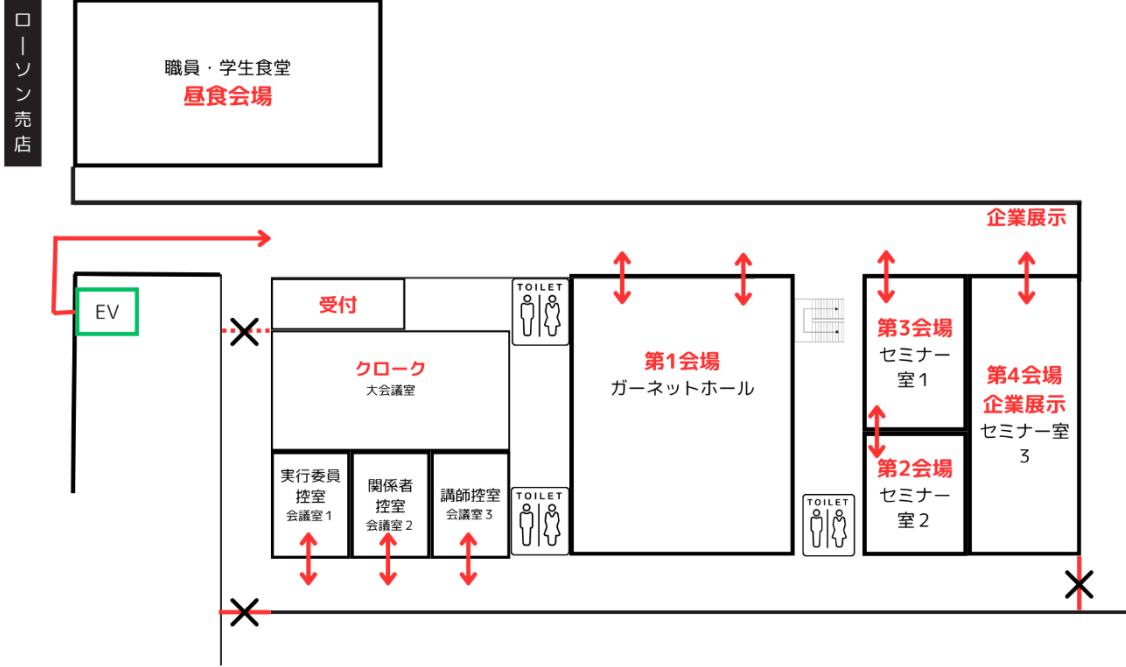 ローソン売店
職員・学生食堂
昼食会場
企業展示
EV
受付
TOILET
クローク
大会議室
第1会場
ガーネットホール
第3会場
セミナー
室1
第4会場
企業展示
セミナー室
3
第2会場
セミナー
室2
実行委員
控室
会議室1
関係者
控室
会議室2
講師控室
会議室3
TOILET
TOILET